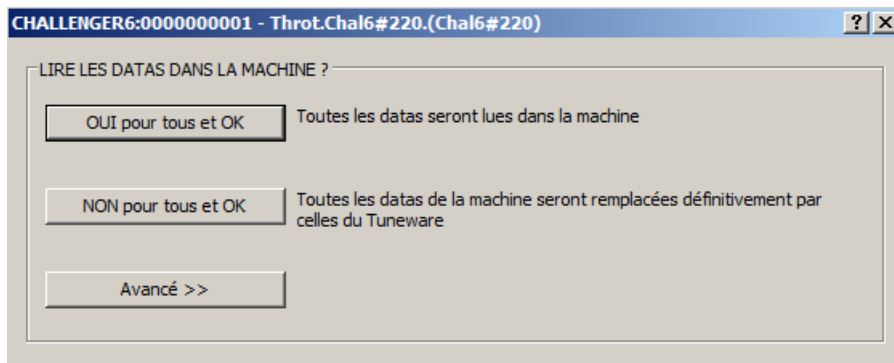 CHALLENGER6:0000000001 - Throt.Chal6#220.(Chal6#220)
LIRE LES DATAS DANS LA MACHINE ?
OUI pour tous et OK
Toutes les datas seront lues dans la machine
NON pour tous et OK
Toutes les datas de la machine seront remplacées définitivement par
celles du Tuneware
Avancé >>